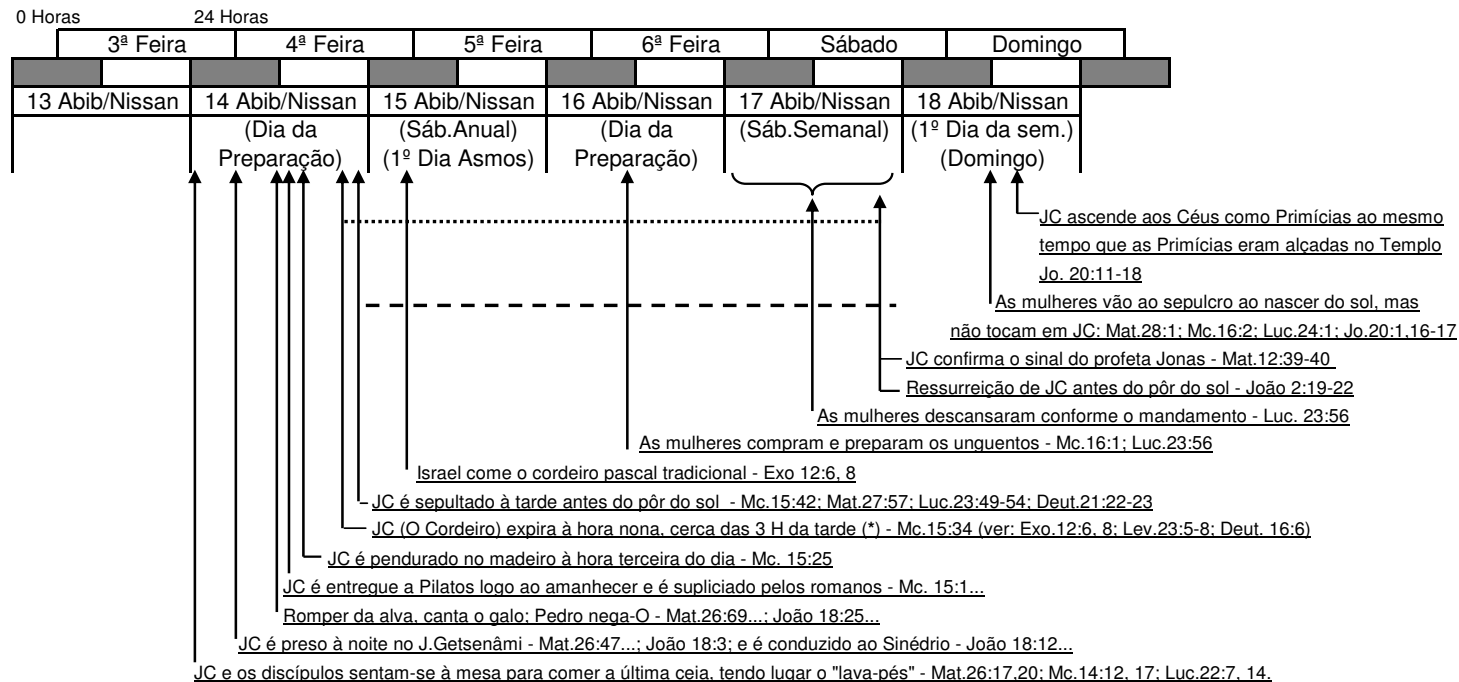 0 Horas 24 Horas
3ª Feira 4ª Feira 5ª Feira 6ª Feira Sábado Domingo
13 Abib/Nissan 14 Abib/Nissan 15 Abib/Nissan 16 Abib/Nissan 17 Abib/Nissan 18 Abib/Nissan
(Dia da (Sáb.Anual) (Dia da (Sáb.Semanal) (1º Dia da sem.)
Preparação) (1º Dia Asmos) Preparação) (Domingo)
JC ascende aos Céus como Primícias ao mesmo
tempo que as Primícias eram alçadas no Templo
Jo. 20:11-18
As mulheres vão ao sepulcro ao nascer do sol, mas
não tocam em JC: Mat.28:1; Mc.16:2; Luc.24:1; Jo.20:1,16-17
JC confirma o sinal do profeta Jonas - Mat.12:39-40
Ressurreição de JC antes do pôr do sol - João 2:19-22
As mulheres descansaram conforme o mandamento - Luc. 23:56
As mulheres compram e preparam os unguentos - Mc.16:1; Luc.23:56
Israel come o cordeiro pascal tradicional - Exo 12:6, 8
JC é sepultado à tarde antes do pôr do sol - Mc.15:42; Mat.27:57; Luc.23:49-54; Deut.21:22-23
JC (O Cordeiro) expira à hora nona, cerca das 3 H da tarde (*) - Mc.15:34 (ver: Exo.12:6, 8; Lev.23:5-8; Deut. 16:6)
JC é pendurado no madeiro à hora terceira do dia - Mc. 15:25
JC é entregue a Pilatos logo ao amanhecer e é supliciado pelos romanos - Mc. 15:1...
Romper da alva, canta o galo; Pedro nega-O - Mat.26:69...; João 18:25...
JC é preso à noite no J.Getsenâmi - Mat.26:47...; João 18:3; e é conduzido ao Sinédrio - João 18:12...
JC e os discípulos sentam-se à mesa para comer a última ceia, tendo lugar o "lava-pés" - Mat.26:17,20; Mc.14:12, 17; Luc.22:7, 14.